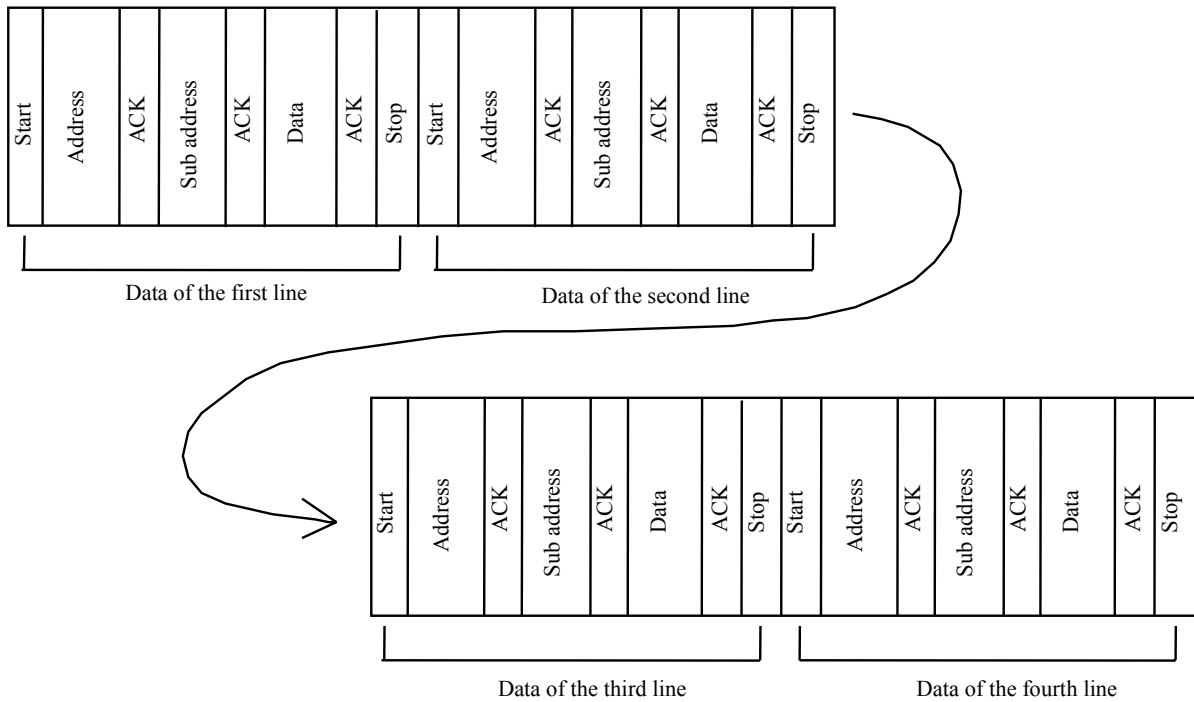 Start
Address
ACK
Sub address
ACK
Data
ACK
Stop
Start
Address
ACK
Sub address
ACK
Data
ACK
Stop
Data of the first line
Data of the second line
Start
Address
ACK
Sub address
ACK
Data
ACK
Stop
Start
Address
ACK
Sub address
ACK
Data
ACK
Stop
Data of the third line
Data of the fourth line